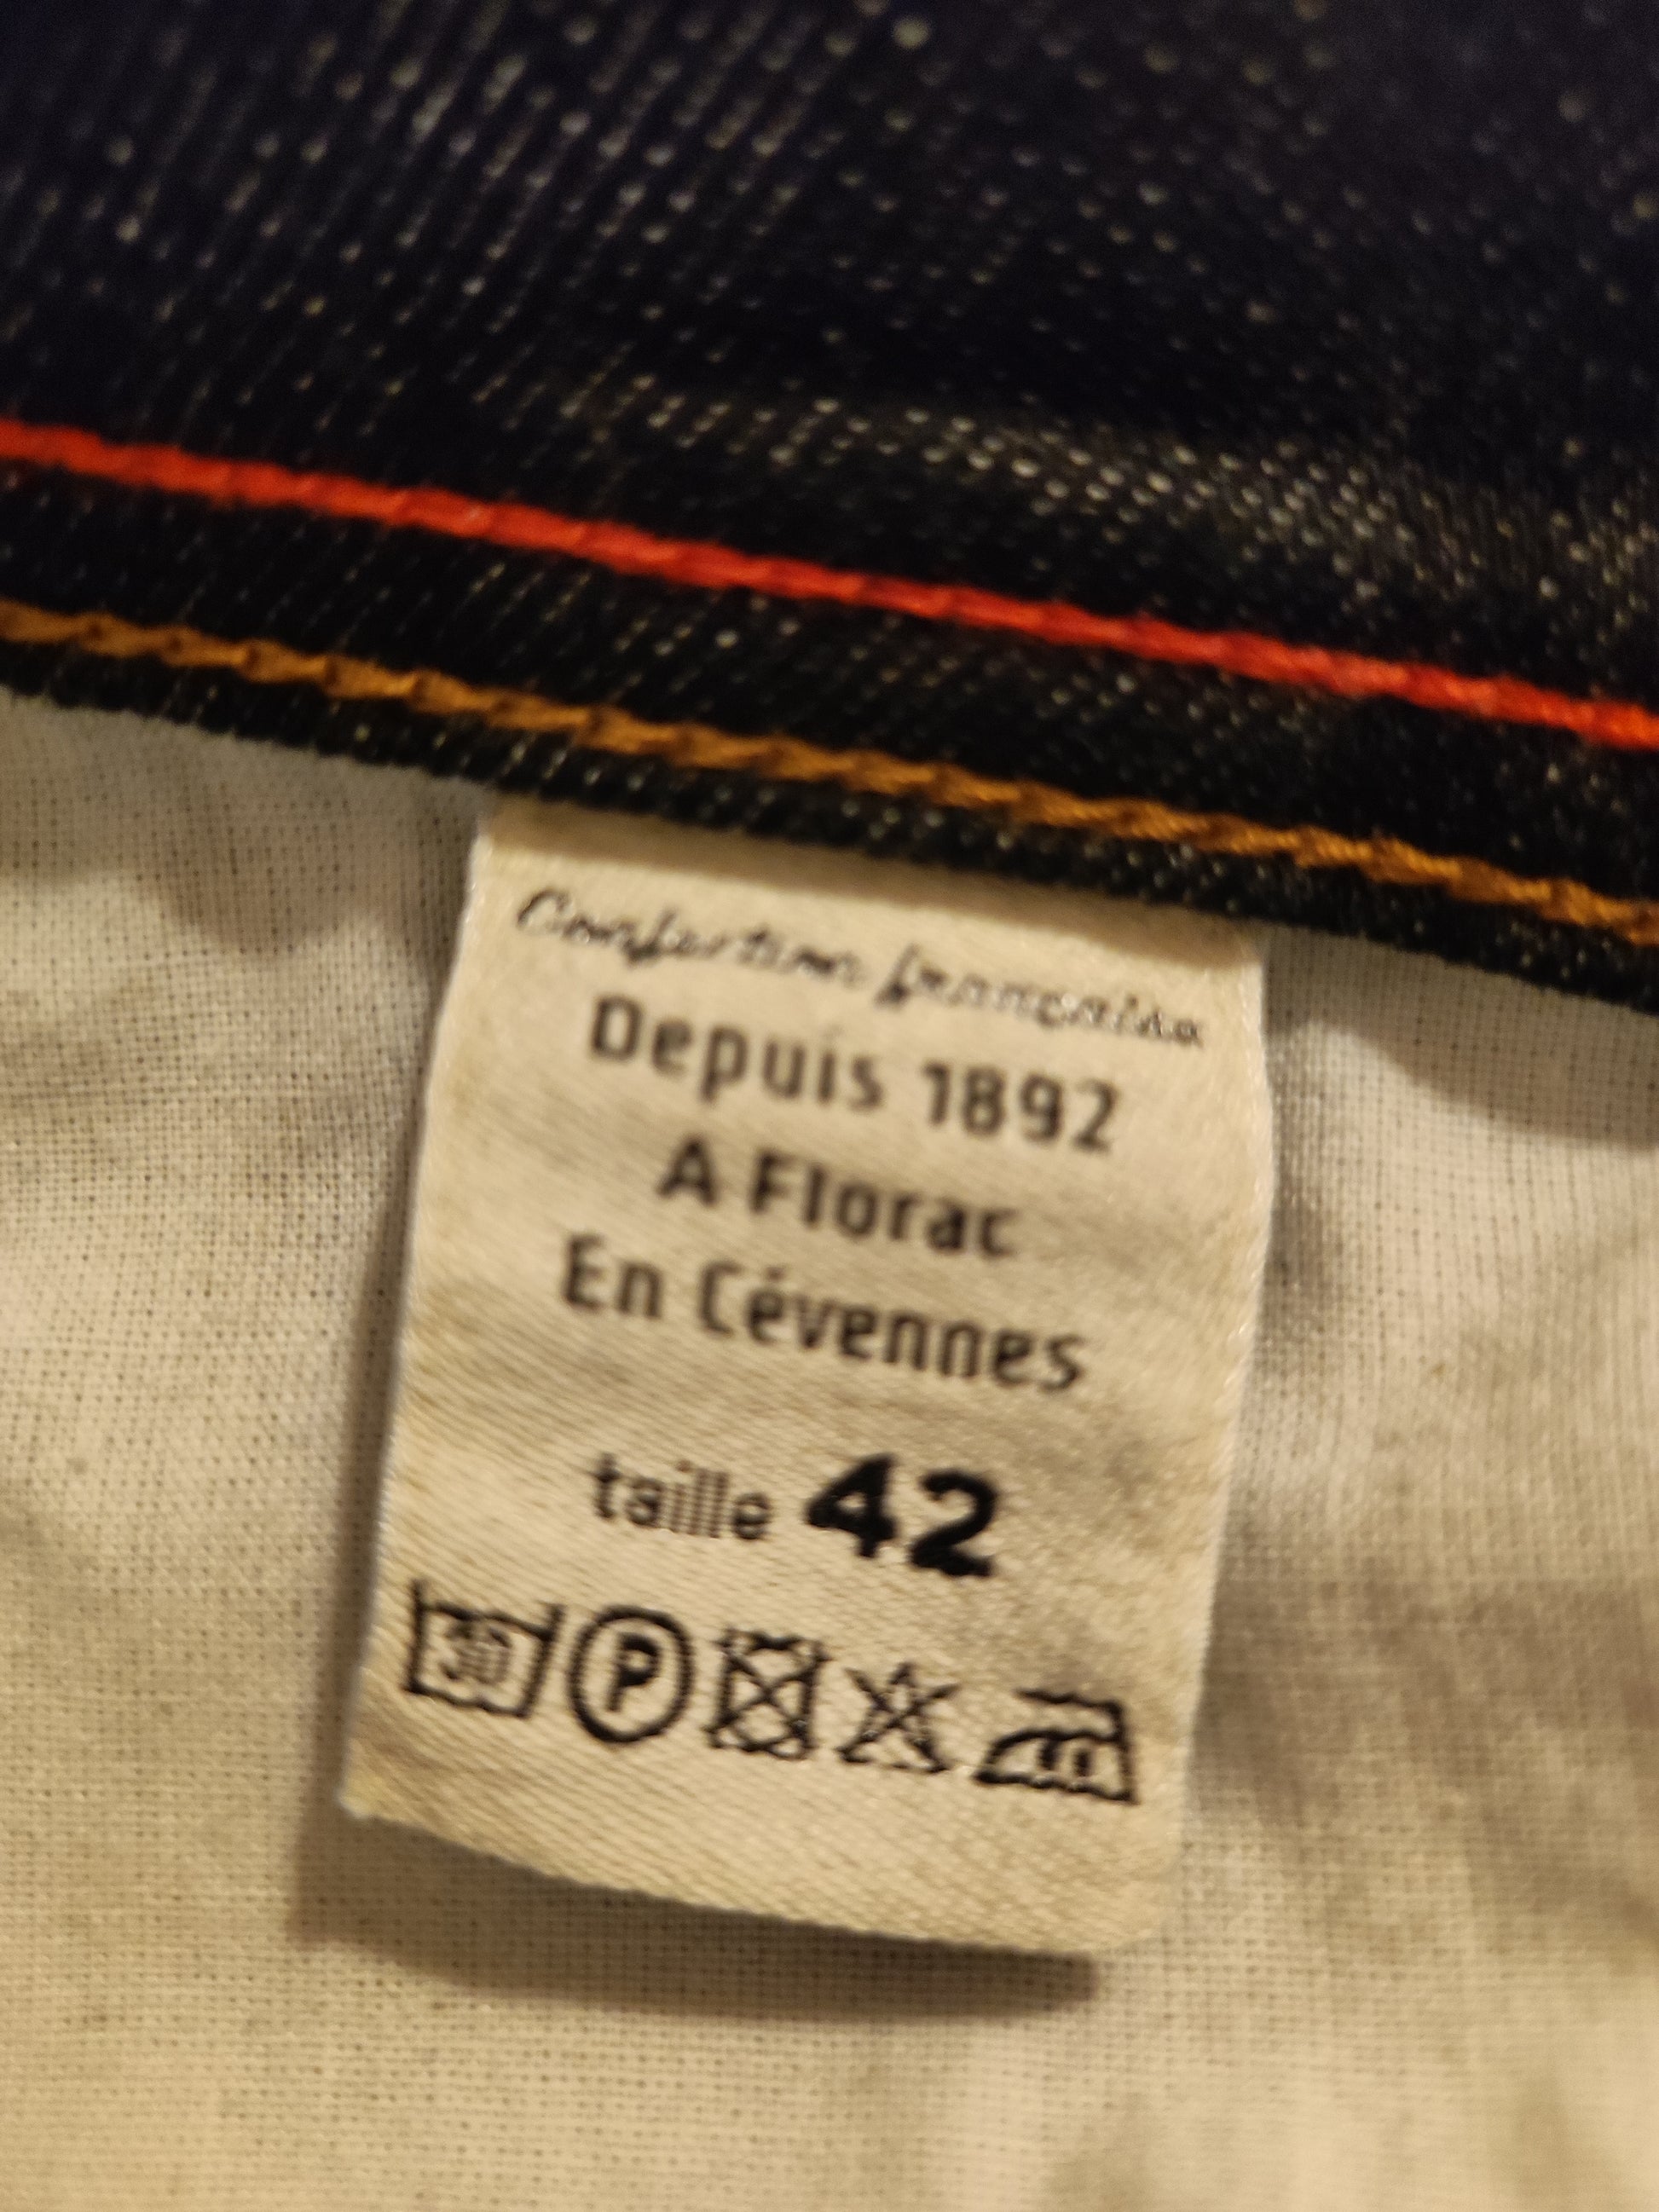 Confection française
Depuis 1892
A Florac
En Cévennes
taille 42
30 P